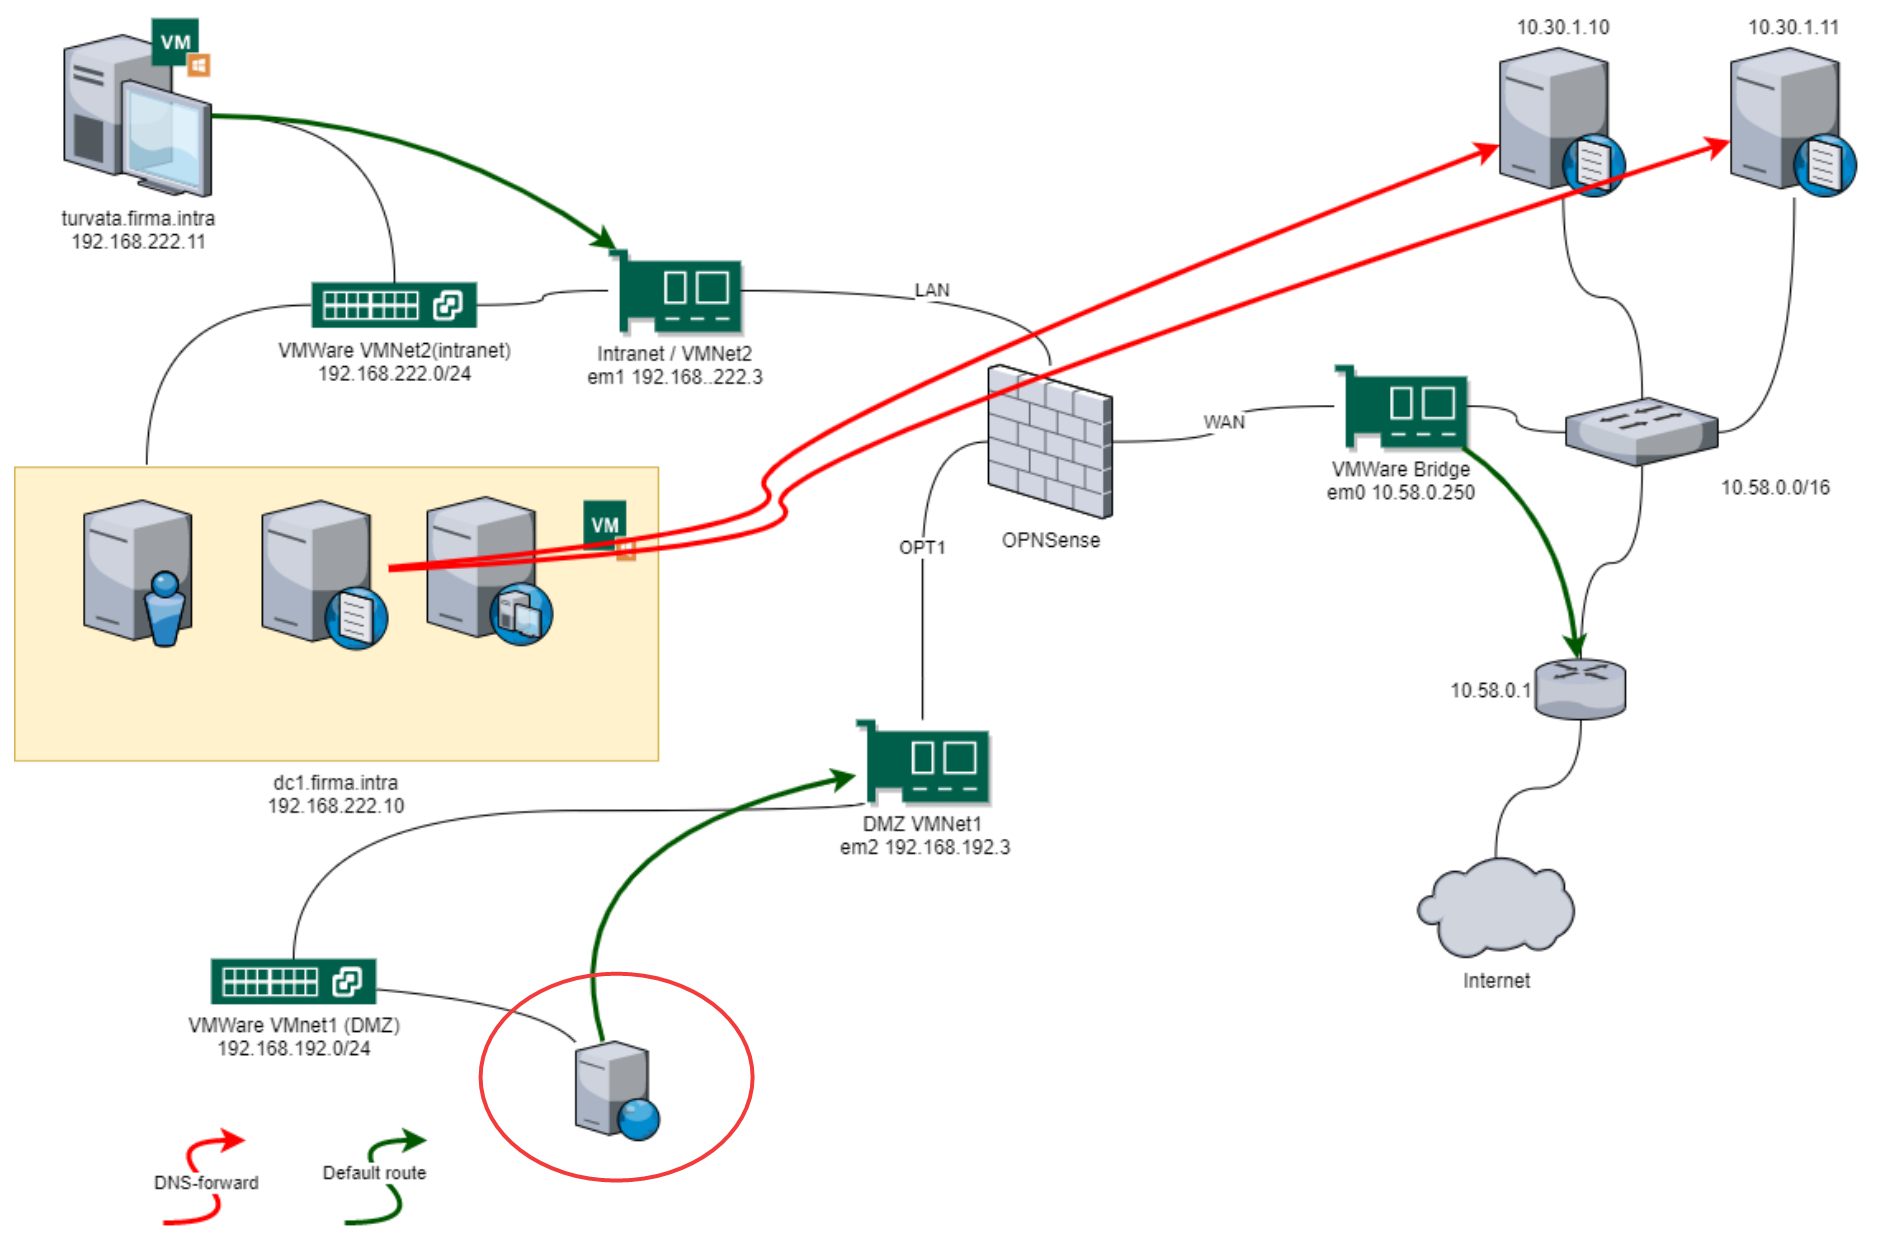 10.30.1.10
10.30.1.11
VM
turvata.firma.intra
192.168.222.11
LAN
VMWare VMNet2(intranet)
192.168.222.0/24
Intranet / VMNet2
em1 192.168..222.3
WAN
VMWare Bridge
em0 10.58.0.250
10.58.0.0/16
VM
OPT1
OPNSense
10.58.0.1
dc1.firma.intra
192.168.222.10
DMZ VMNet1
em2 192.168.192.3
Internet
VMWare VMnet1 (DMZ)
192.168.192.0/24
DNS-forward
Default route